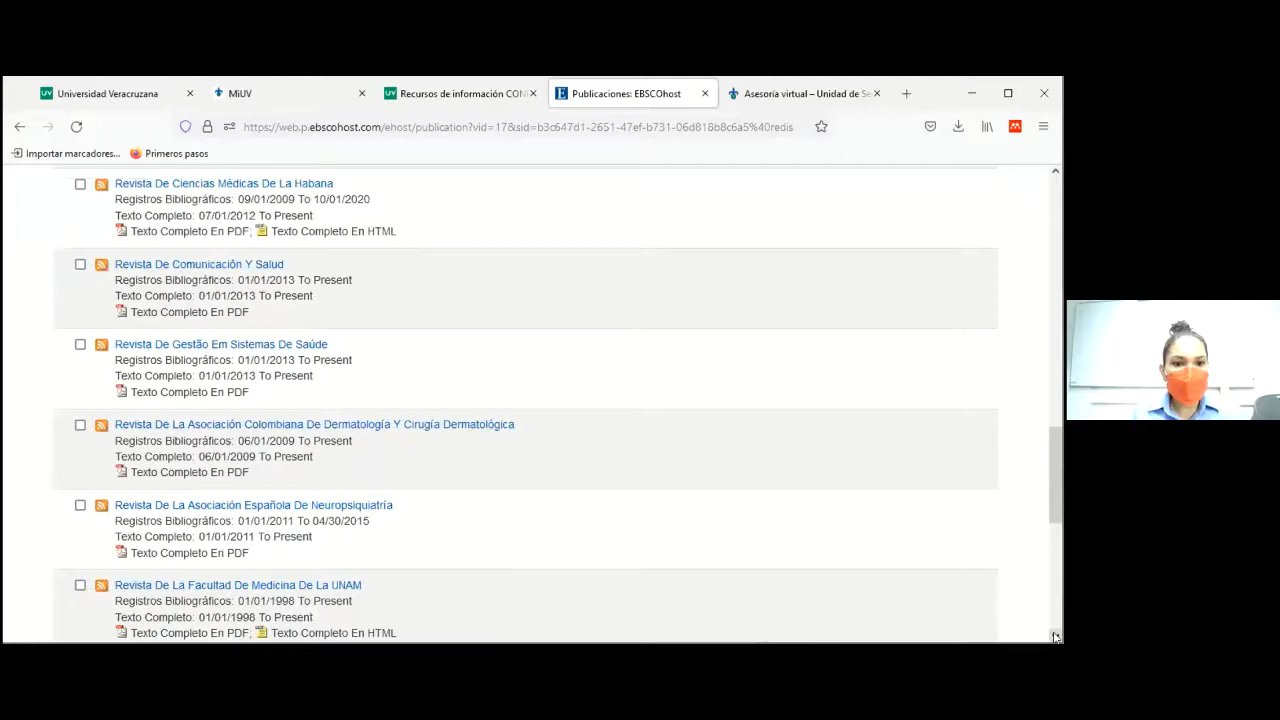 Universidad Veracruzana
MiUV
Recursos de información CON
Publicaciones: EBSCOhost
Asesoría virtual – Unidad de Se
https://web.p.ebscohost.com/ehost/publication?vid=17&sid=b3c647d1-2651-47ef-b731-06d818b8c6a5%40redis
Importar marcadores...
Primeros pasos
Revista De Ciencias Médicas De La Habana
Registros Bibliográficos: 09/01/2009 To 10/01/2020
Texto Completo: 07/01/2012 To Present
Texto Completo En PDF; Texto Completo En HTML
Revista De Comunicación Y Salud
Registros Bibliográficos: 01/01/2013 To Present
Texto Completo: 01/01/2013 To Present
Texto Completo En PDF
Revista De Gestão Em Sistemas De Saúde
Registros Bibliográficos: 01/01/2013 To Present
Texto Completo: 01/01/2013 To Present
Texto Completo En PDF
Revista De La Asociación Colombiana De Dermatología Y Cirugía Dermatológica
Registros Bibliográficos: 06/01/2009 To Present
Texto Completo: 06/01/2009 To Present
Texto Completo En PDF
Revista De La Asociación Española De Neuropsiquiatría
Registros Bibliográficos: 01/01/2011 To 04/30/2015
Texto Completo: 01/01/2011 To Present
Texto Completo En PDF
Revista De La Facultad De Medicina De La UNAM
Registros Bibliográficos: 01/01/1998 To Present
Texto Completo: 01/01/1998 To Present
Texto Completo En PDF; Texto Completo En HTML